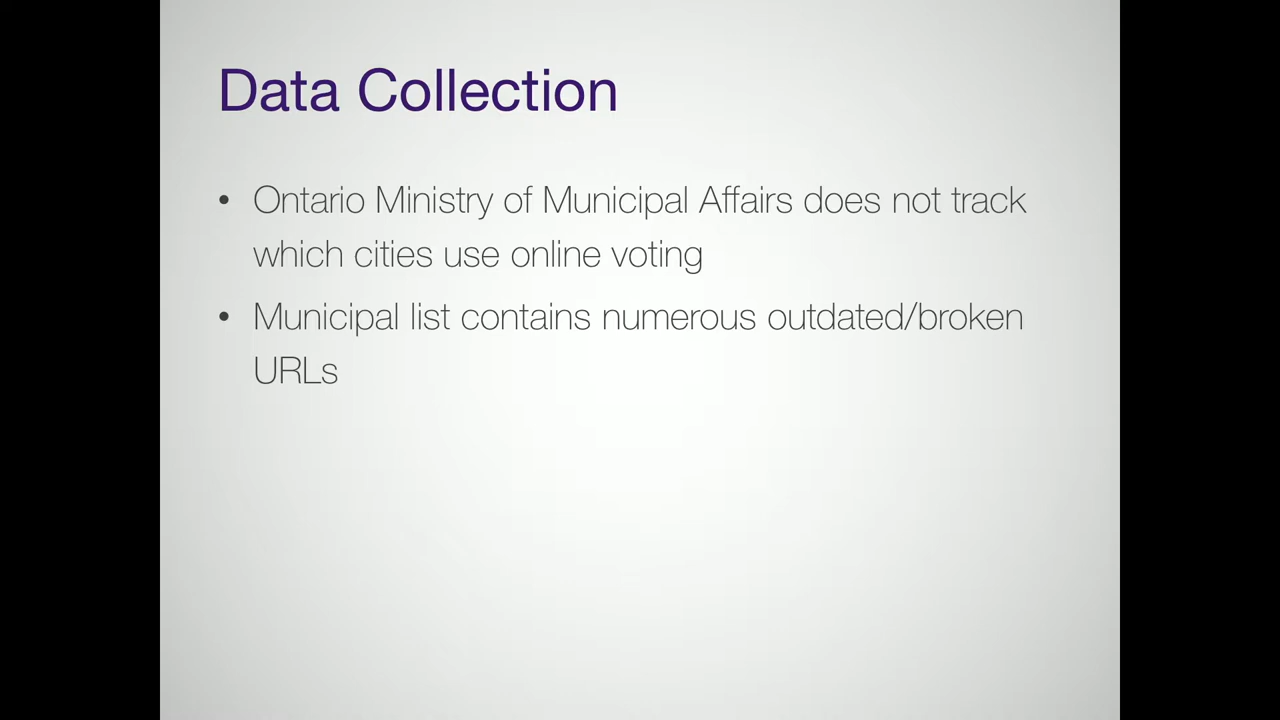 Data Collection
• Ontario Ministry of Municipal Affairs does not track
which cities use online voting
• Municipal list contains numerous outdated/broken
URLs